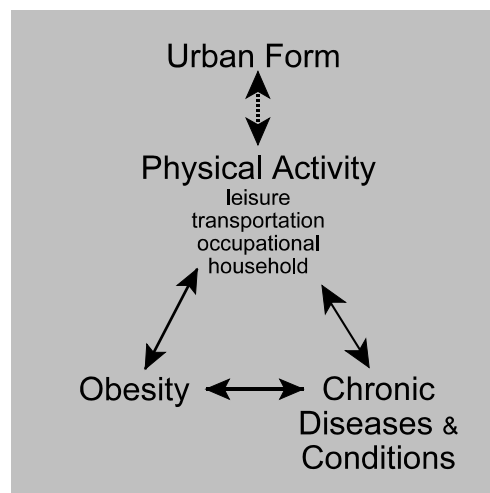 Urban Form
Physical Activity
leisure
transportation
occupational
household
Obesity
Chronic
Diseases &
Conditions